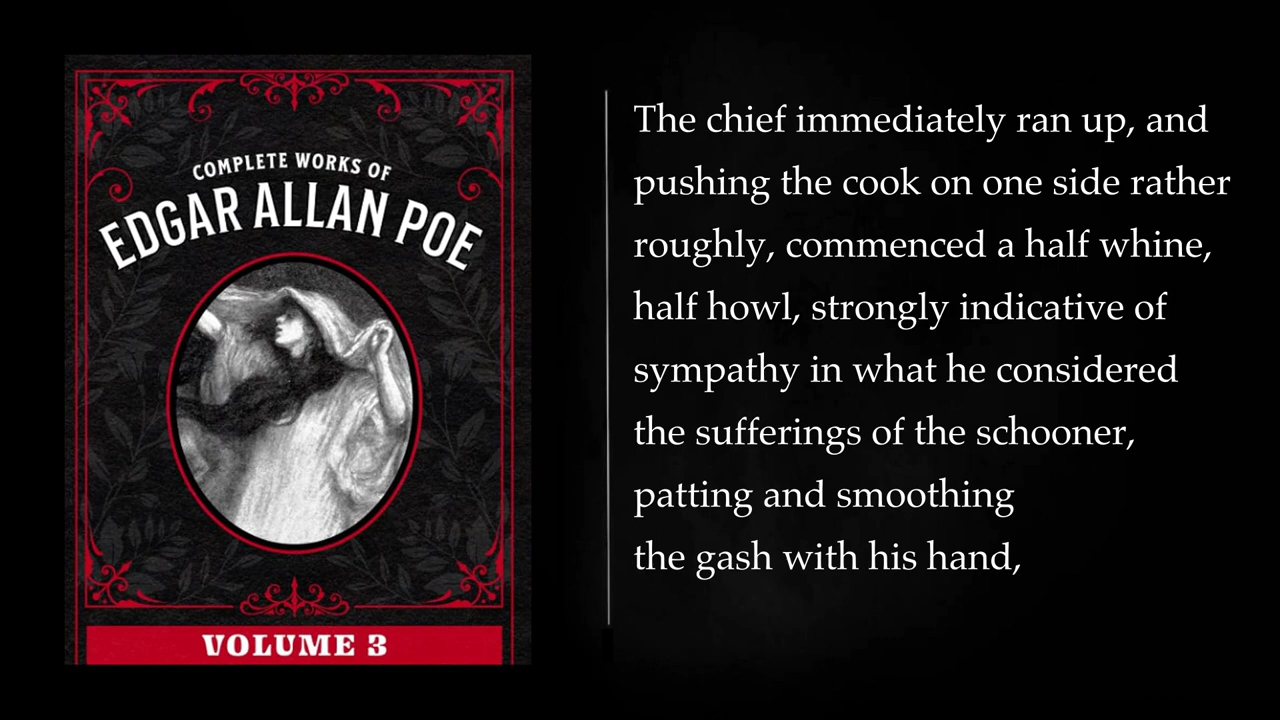 COMPLETE WORKS OF
EDGAR ALLAN POE
VOLUME 3
The chief immediately ran up, and
pushing the cook on one side rather
roughly, commenced a half whine,
half howl, strongly indicative of
sympathy in what he considered
the sufferings of the schooner,
patting and smoothing
the gash with his hand,